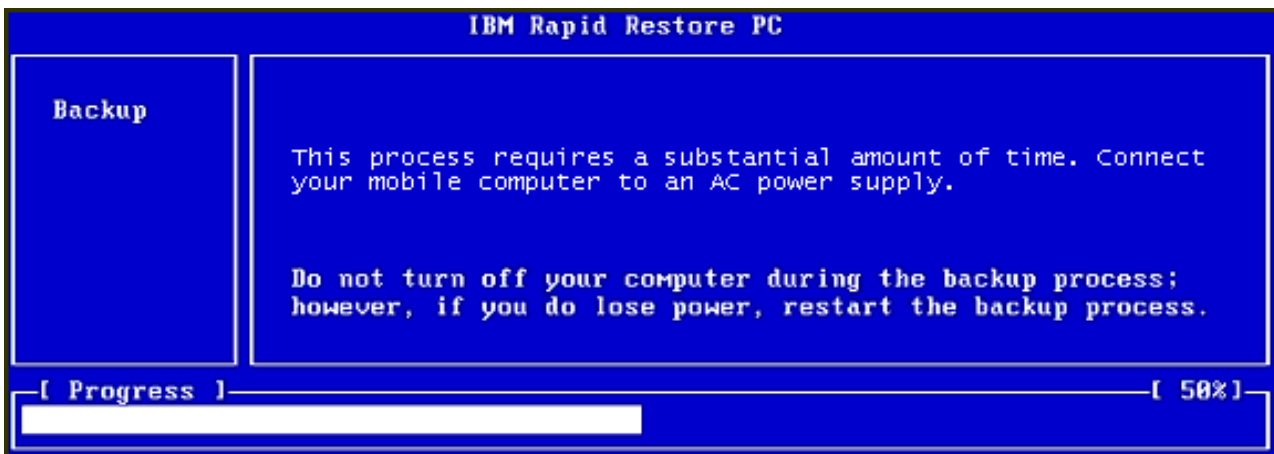 IBM Rapid Restore PC
Backup
This process requires a substantial amount of time. Connect
your mobile computer to an AC power supply.
Do not turn off your computer during the backup process;
however, if you do lose power, restart the backup process.
[ Progress ]
[ 50%]